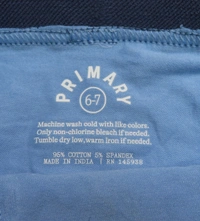 PRIMARY
6-7
Machine wash cold with like colors.
Only non-chlorine bleach if needed.
Tumble dry low, warm iron if needed.
95% COTTON 5% SPANDEX
MADE IN INDIA | RN 145928